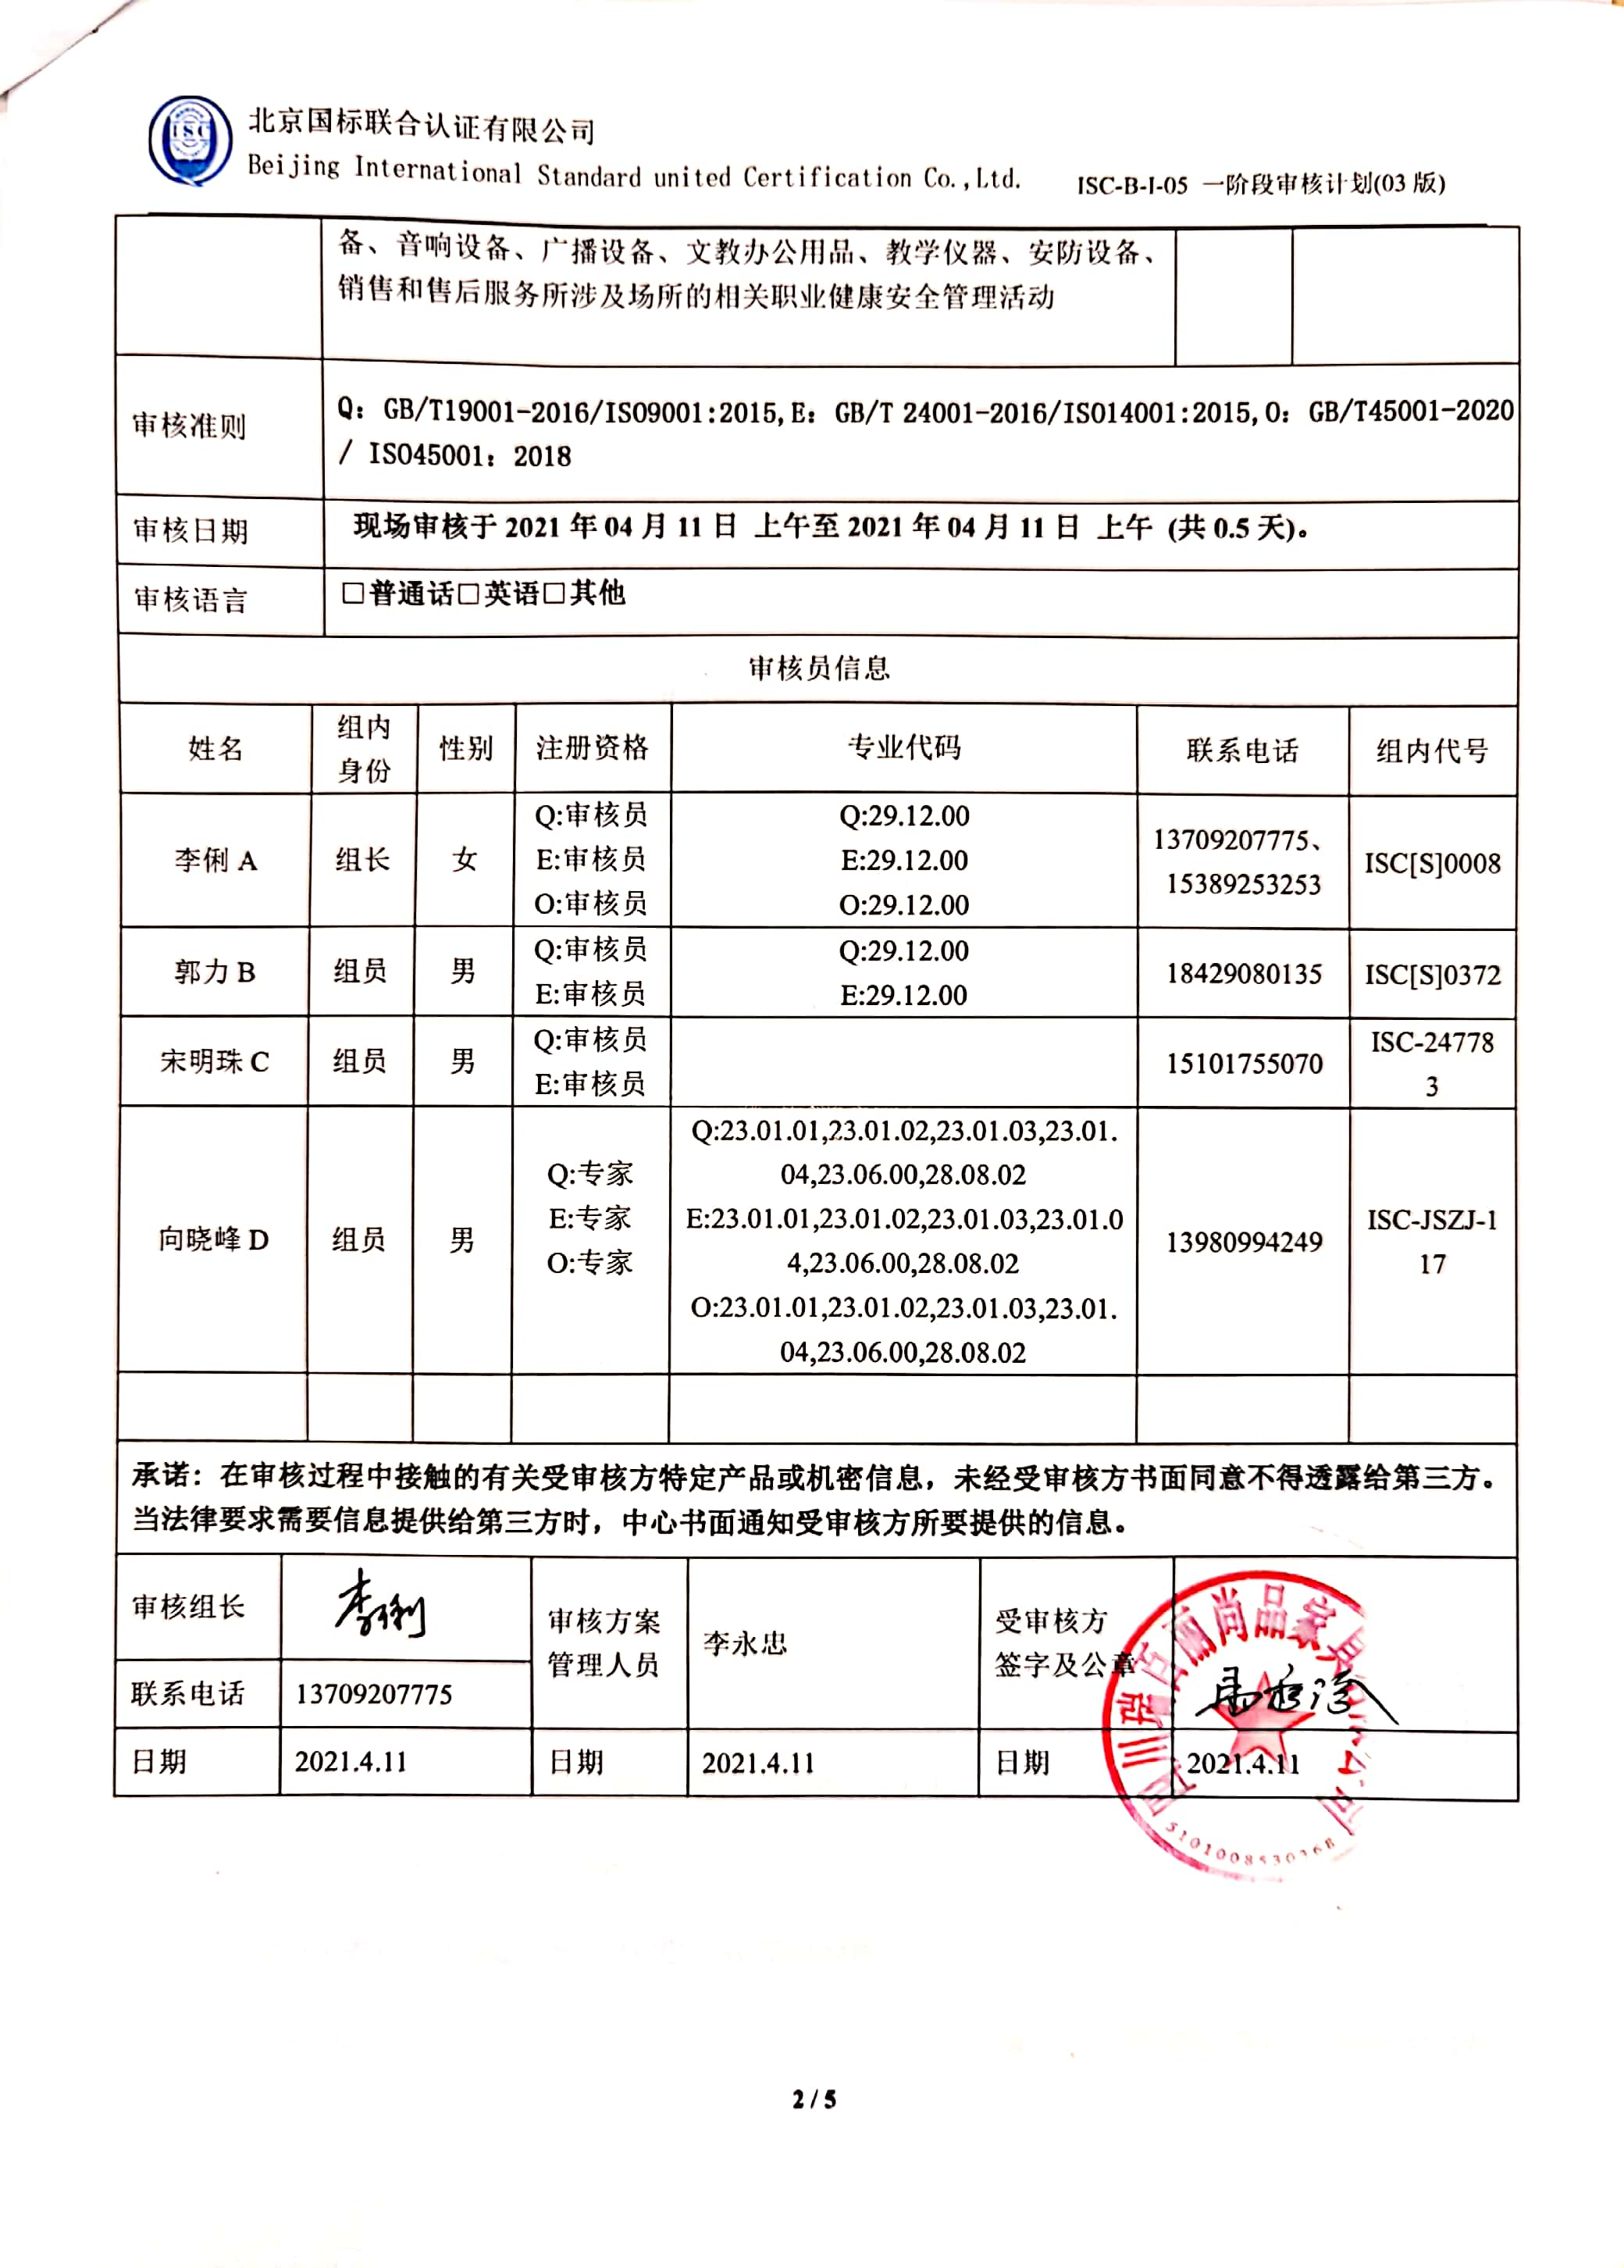 ISC
北京国标联合认证有限公司
Beijing International Standard united Certification Co.,Ltd.
ISC-B-I-05 一阶段审核计划(03 版)
备、音响设备、广播设备、文教办公用品、教学仪器、安防设备、
销售和售后服务所涉及场所的相关职业健康安全管理活动
审核准则
Q：GB/T19001-2016/ISO9001:2015,E：GB/T 24001-2016/ISO14001:2015,O：GB/T45001-2020
/ ISO45001：2018
审核日期
现场审核于 2021 年 04 月 11 日 上午至 2021 年 04 月 11 日 上午 (共 0.5 天)。
审核语言
□普通话□英语□其他
审核员信息
姓名
组内
身份
性别
注册资格
专业代码
联系电话
组内代号
李俐 A
组长
女
Q:审核员
E:审核员
O:审核员
Q:29.12.00
E:29.12.00
O:29.12.00
13709207775、
15389253253
ISC[S]0008
郭力 B
组员
男
Q:审核员
E:审核员
Q:29.12.00
E:29.12.00
18429080135
ISC[S]0372
宋明珠 C
组员
男
Q:审核员
E:审核员
15101755070
ISC-24778
3
向晓峰 D
组员
男
Q:专家
E:专家
O:专家
Q:23.01.01,23.01.02,23.01.03,23.01.
04,23.06.00,28.08.02
E:23.01.01,23.01.02,23.01.03,23.01.0
4,23.06.00,28.08.02
O:23.01.01,23.01.02,23.01.03,23.01.
04,23.06.00,28.08.02
13980994249
ISC-JSZJ-1
17
承诺：在审核过程中接触的有关受审核方特定产品或机密信息，未经受审核方书面同意不得透露给第三方。
当法律要求需要信息提供给第三方时，中心书面通知受审核方所要提供的信息。
审核组长
李俐
审核方案
管理人员
李永忠
受审核方
签字及公章
联系电话
13709207775
日期
2021.4.11
日期
2021.4.11
日期
2021.4.11
2 / 5